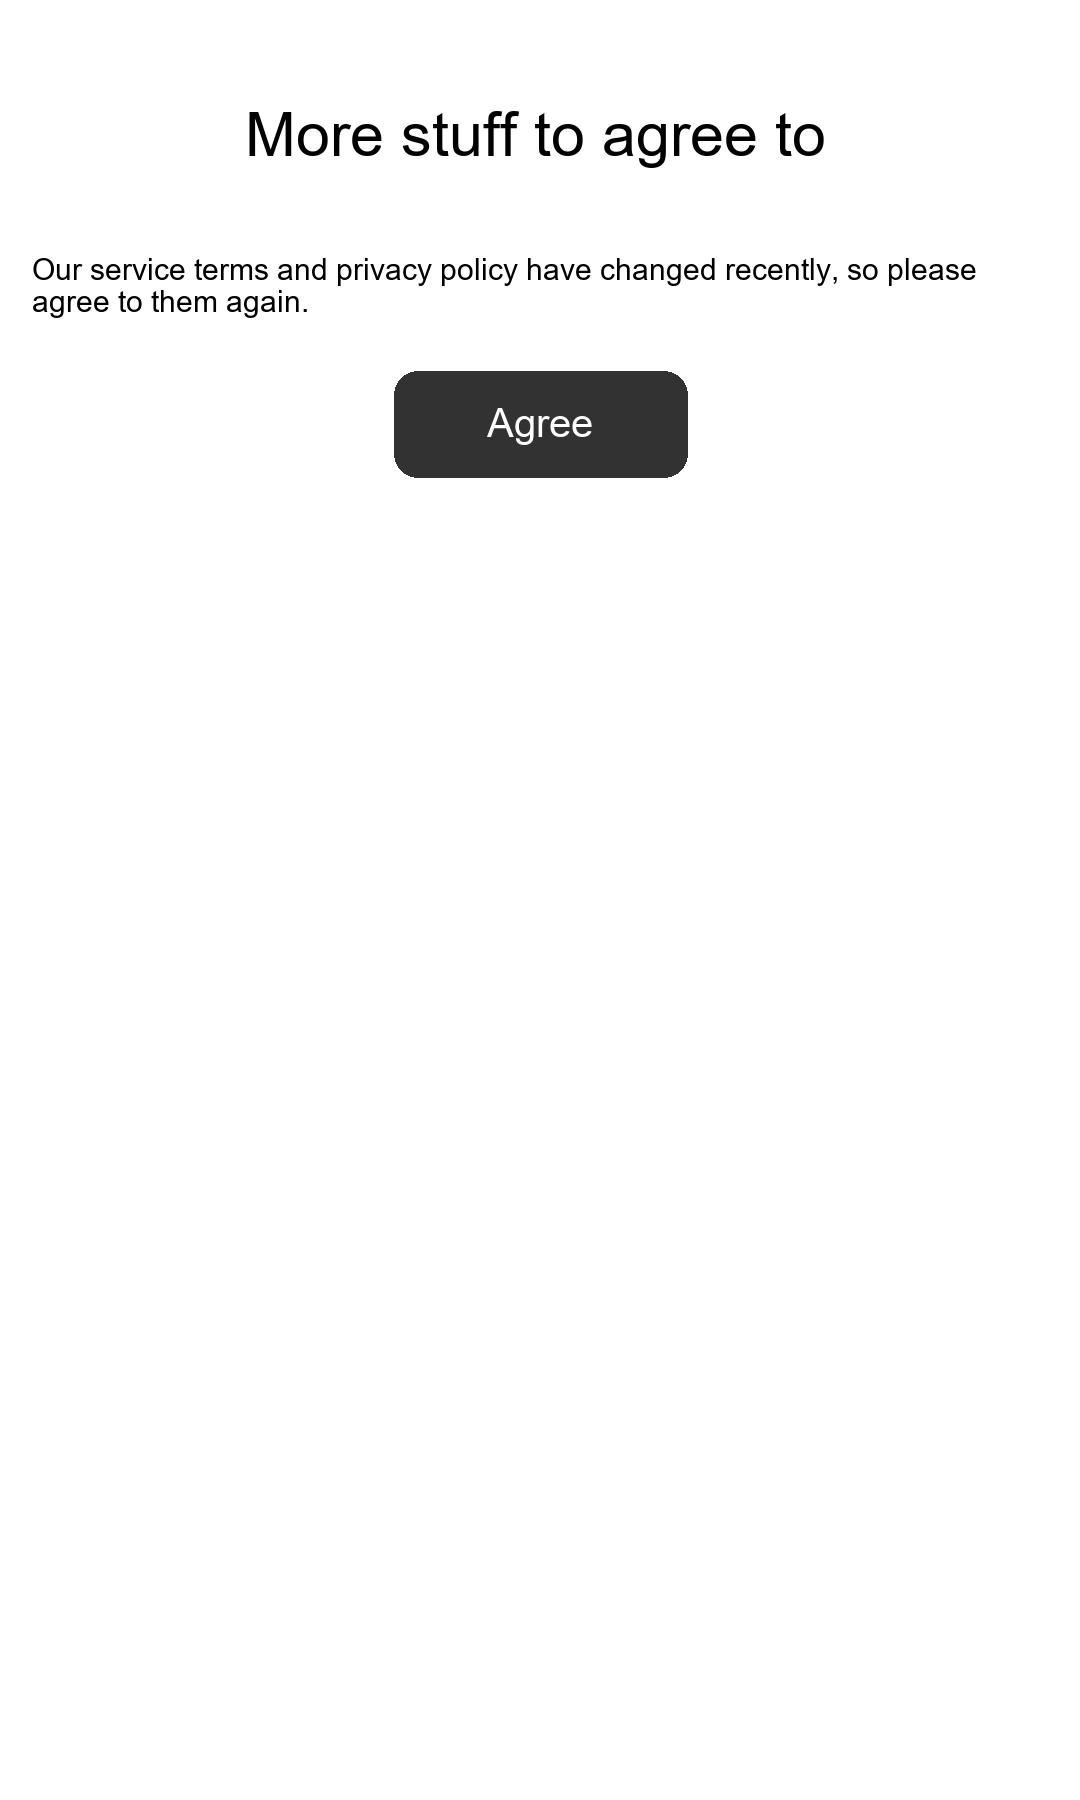 More stuff to agree to
Our service terms and privacy policy have changed recently, so please
agree to them again.
Agree